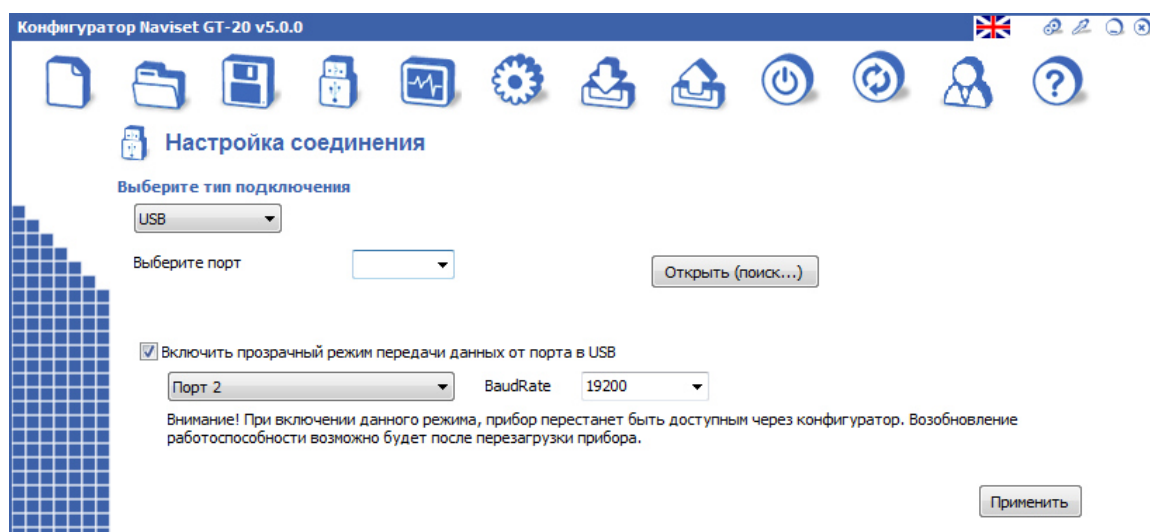 Конфигуратор Naviset GT-20 v5.0.0
?
Настройка соединения
Выберите тип подключения
USB
Выберите порт
Открыть (поиск...)
Включить прозрачный режим передачи данных от порта в USB
Порт 2 BaudRate 19200
Внимание! При включении данного режима, прибор перестанет быть доступным через конфигуратор. Возобновление
работоспособности возможно будет после перезагрузки прибора.
Применить